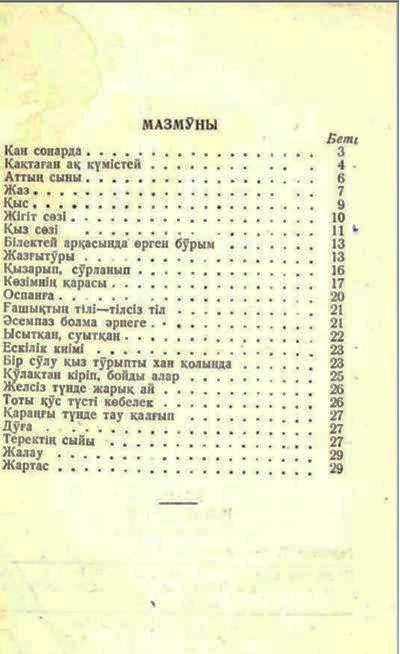 МАЗМҰНЫ
Беті
Қан сонарда . . . . . . . . . . . . . 3
Қақтаған ақ күмістей . . . . . . . . . 4
Аттың сыны . . . . . . . . . . . . . 6
Жаз . . . . . . . . . . . . . . . . 7
Қыс . . . . . . . . . . . . . . . . 9
Жігіт сөзі . . . . . . . . . . . . . 10
Қыз сөзі . . . . . . . . . . . . . 11
Білектей арқасында өрген бұрым . . . . . 13
Жазғытұры . . . . . . . . . . . . . 13
Қызарып, сұрланып . . . . . . . . . . 16
Көзімнің қарасы . . . . . . . . . . . 17
Оспанға . . . . . . . . . . . . . . 20
Ғашықтың тілі—тілсіз тіл . . . . . . . 21
Әсемпаз болма әрнеге . . . . . . . . . 21
Ысытқан, суытқан . . . . . . . . . . 22
Ескілік киімі . . . . . . . . . . . . 23
Бір сұлу қыз тұрыпты хан қолында . . . . 23
Құлақтан кіріп, бойды алар . . . . . . . 25
Желсіз түнде жарық ай . . . . . . . . 26
Тоты құс түсті көбелек . . . . . . . . 26
Қараңғы түнде тау қалғып . . . . . . . 27
Дұға . . . . . . . . . . . . . . . 27
Теректің сыйы . . . . . . . . . . . . 27
Жалау . . . . . . . . . . . . . . . 29
Жартас . . . . . . . . . . . . . . 29